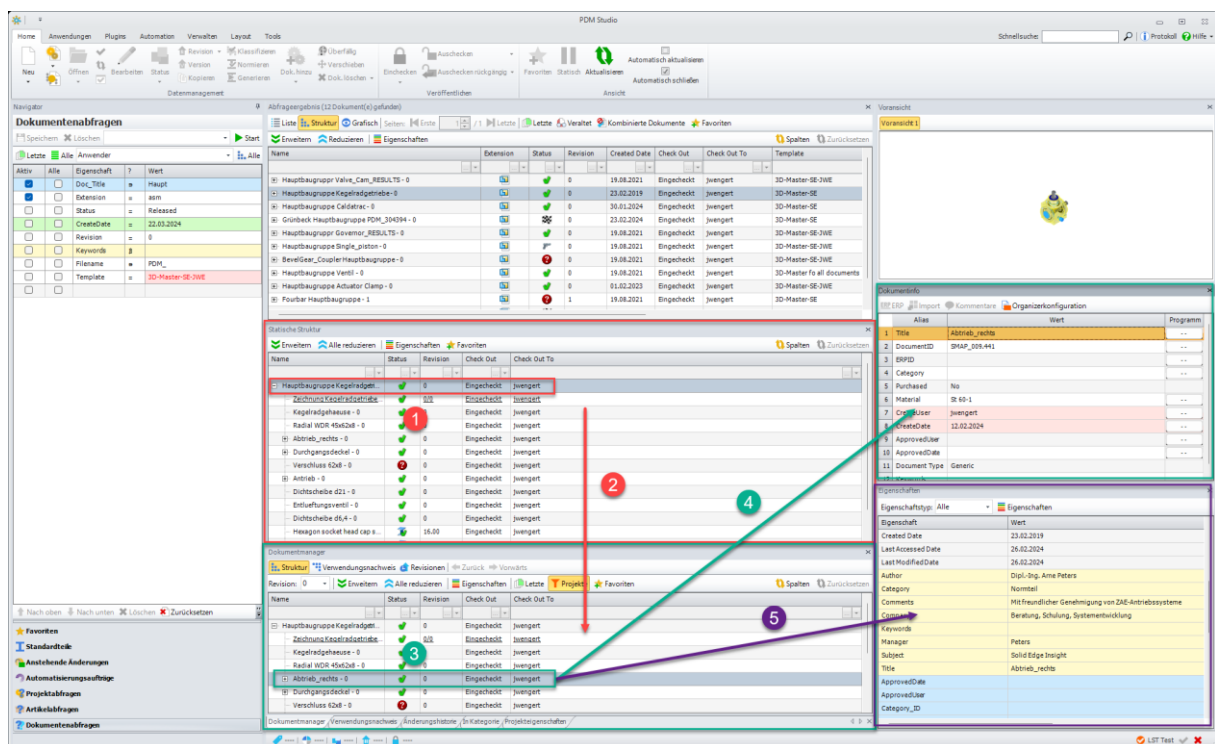 PDM Studio
Home Anwendungen Plugins Automation Verwalten Layout Tools
Schnellsuche: Protokoll Hilfe
Neu Öffnen Bearbeiten Status
Revision Klassifizieren
Version Normieren
Kopieren Generieren
Dok.hinzu
Überfällig
Verschieben
Dok.löschen
Einchecken
Auschecken
Auschecken rückgängig
Favoriten Statisch Aktualisieren
Automatisch aktualisieren
Automatisch schließen
Datenmanagement Veröffentlichen Ansicht
Navigator
Dokumentenabfragen
Speichern Löschen Start
Letzte Alle Anwender Alle
Aktiv Alle Eigenschaft ? Wert
Doc_Title Haupt
Extension = asm
Status = Released
CreateDate = 22.03.2024
Revision = 0
Keywords
Filename PDM_
Template = 3D-Master-SE-JWE
Nach oben Nach unten Löschen Zurücksetzen
Favoriten
Standardteile
Anstehende Änderungen
Automatisierungsaufträge
Projektabfragen
Artikelabfragen
Dokumentenabfragen
Abfrageergebnis (12 Dokument(e) gefunden)
Liste Struktur Grafisch Seiten: Erste 1 / 1 Letzte Letzte Veraltet Kombinierte Dokumente Favoriten
Erweitern Reduzieren Eigenschaften Spalten Zurücksetzen
Name Extension Status Revision Created Date Check Out Check Out To Template
Hauptbaugruppr Valve_Cam_RESULTS - 0 0 19.08.2021 Eingecheckt jwengert 3D-Master-SE-JWE
Hauptbaugruppe Kegelradgetriebe - 0 0 23.02.2019 Eingecheckt jwengert 3D-Master-SE
Hauptbaugruppe Caldatrac - 0 0 30.01.2024 Eingecheckt jwengert 3D-Master-SE
Grünbeck Hauptbaugruppe PDM_304394 - 0 0 23.02.2024 Eingecheckt jwengert 3D-Master-SE
Hauptbaugruppr Governor_RESULTS - 0 0 19.08.2021 Eingecheckt jwengert 3D-Master-SE-JWE
Hauptbaugruppe Single_piston - 0 0 19.08.2021 Eingecheckt jwengert 3D-Master-SE-JWE
BevelGear_CouplerHauptbaugruppe - 0 0 19.08.2021 Eingecheckt jwengert 3D-Master-SE-JWE
Hauptbaugruppe Ventil - 0 0 19.08.2021 Eingecheckt jwengert 3D-Master fo all documents
Hauptbaugruppe Actuator Clamp - 0 0 01.02.2023 Eingecheckt jwengert 3D-Master-SE
Fourbar Hauptbaugruppe - 1 1 19.08.2021 Eingecheckt jwengert 3D-Master-SE
Statische Struktur
Erweitern Alle reduzieren Eigenschaften Favoriten Spalten Zurücksetzen
Name Status Revision Check Out Check Out To
Hauptbaugruppe Kegelradgetri... 0 Eingecheckt jwengert
Zeichnung Kegelradgetriebe... 0/0 Eingecheckt jwengert
Kegelradgehaeuse - 0 Eingecheckt jwengert
Radial WDR 45x62x8 - 0 0 Eingecheckt jwengert
Abtrieb_rechts - 0 0 Eingecheckt jwengert
Durchgangsdeckel - 0 0 Eingecheckt jwengert
Verschluss 62x8 - 0 0 Eingecheckt jwengert
Antrieb - 0 0 Eingecheckt jwengert
Dichtscheibe d21 - 0 0 Eingecheckt jwengert
Entlueftungsventil - 0 0 Eingecheckt jwengert
Dichtscheibe d6,4 - 0 0 Eingecheckt jwengert
Hexagon socket head cap s... 16.00 Eingecheckt jwengert
1
2
3
4
5
Dokumentmanager
Struktur Verwendungsnachweis Revisionen Zurück Vorwärts
Revision: 0 Erweitern Alle reduzieren Eigenschaften Letzte Projekt Favoriten Spalten Zurücksetzen
Name Status Revision Check Out Check Out To
Hauptbaugruppe Kegelradgetri... 0 Eingecheckt jwengert
Zeichnung Kegelradgetriebe... 0/0 Eingecheckt jwengert
Kegelradgehaeuse - 0 Eingecheckt jwengert
Radial WDR 45x62x8 - 0 0 Eingecheckt jwengert
Abtrieb_rechts - 0 0 Eingecheckt jwengert
Durchgangsdeckel - 0 0 Eingecheckt jwengert
Verschluss 62x8 - 0 0 Eingecheckt jwengert
Dokumentmanager Verwendungsnachweis Änderungshistorie In Kategorie Projekteigenschaften
Voransicht
Voransicht 1
Dokumentinfo
ERP Import Kommentare Organizerkonfiguration
Alias Wert Programm
1 Title Abtrieb_rechts
2 DocumentID SMAP_009.441
3 ERPID
4 Category
5 Purchased No
6 Material St 60-1
7 CreateUser jwengert
8 CreateDate 12.02.2024
9 ApprovedUser
10 ApprovedDate
11 Document Type Generic
Eigenschaften
Eigenschaftstyp: Alle Eigenschaften
Eigenschaft Wert
Created Date 23.02.2019
Last Accessed Date 26.02.2024
Last Modified Date 26.02.2024
Author Dipl.-Ing. Arne Peters
Category Normteil
Comments Mit freundlicher Genehmigung von ZAE-Antriebssysteme
Company Beratung, Schulung, Systementwicklung
Keywords
Manager Peters
Subject Solid Edge Insight
Title Abtrieb_rechts
ApprovedDate
ApprovedUser
Category_ID
LST Test